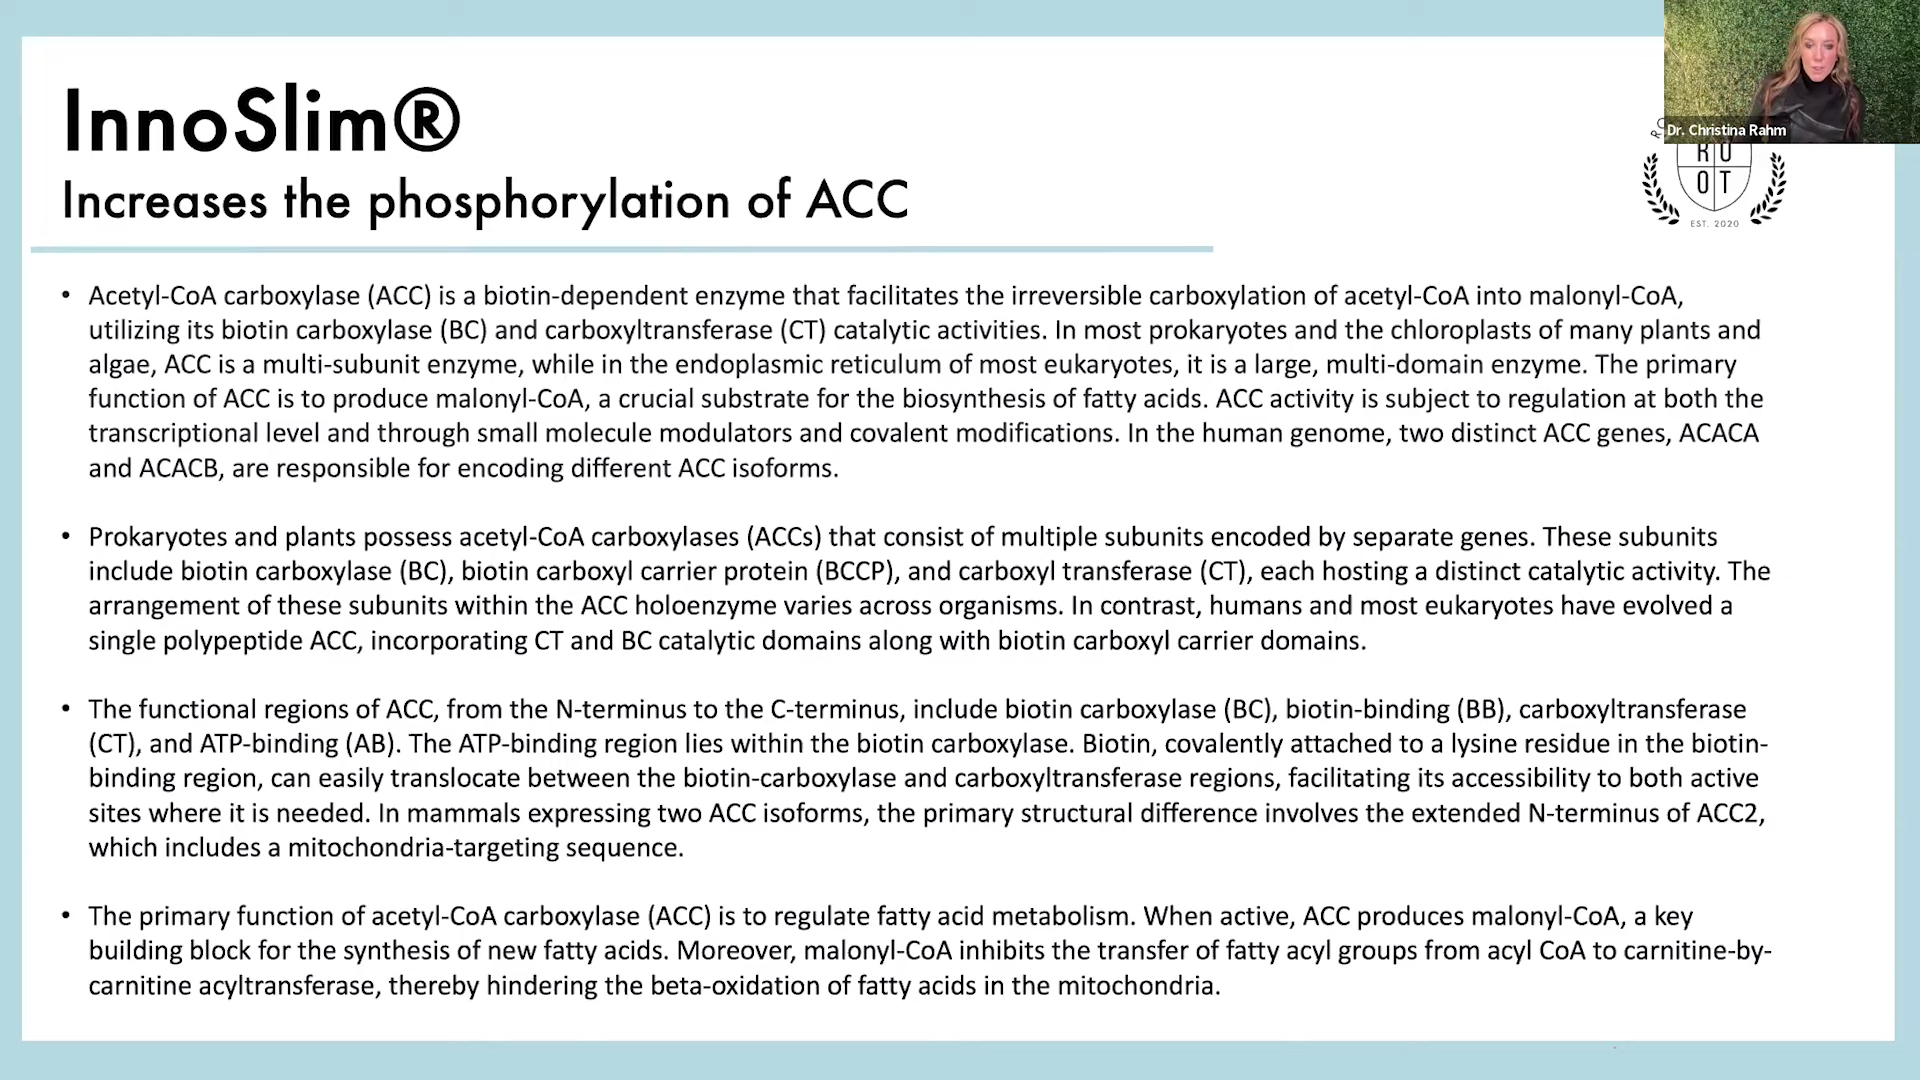 InnoSlim®
Increases the phosphorylation of ACC
Dr. Christina Rahm
R O
O T
EST. 2020
• Acetyl-CoA carboxylase (ACC) is a biotin-dependent enzyme that facilitates the irreversible carboxylation of acetyl-CoA into malonyl-CoA,
utilizing its biotin carboxylase (BC) and carboxyltransferase (CT) catalytic activities. In most prokaryotes and the chloroplasts of many plants and
algae, ACC is a multi-subunit enzyme, while in the endoplasmic reticulum of most eukaryotes, it is a large, multi-domain enzyme. The primary
function of ACC is to produce malonyl-CoA, a crucial substrate for the biosynthesis of fatty acids. ACC activity is subject to regulation at both the
transcriptional level and through small molecule modulators and covalent modifications. In the human genome, two distinct ACC genes, ACACA
and ACACB, are responsible for encoding different ACC isoforms.
• Prokaryotes and plants possess acetyl-CoA carboxylases (ACCs) that consist of multiple subunits encoded by separate genes. These subunits
include biotin carboxylase (BC), biotin carboxyl carrier protein (BCCP), and carboxyl transferase (CT), each hosting a distinct catalytic activity. The
arrangement of these subunits within the ACC holoenzyme varies across organisms. In contrast, humans and most eukaryotes have evolved a
single polypeptide ACC, incorporating CT and BC catalytic domains along with biotin carboxyl carrier domains.
• The functional regions of ACC, from the N-terminus to the C-terminus, include biotin carboxylase (BC), biotin-binding (BB), carboxyltransferase
(CT), and ATP-binding (AB). The ATP-binding region lies within the biotin carboxylase. Biotin, covalently attached to a lysine residue in the biotin-
binding region, can easily translocate between the biotin-carboxylase and carboxyltransferase regions, facilitating its accessibility to both active
sites where it is needed. In mammals expressing two ACC isoforms, the primary structural difference involves the extended N-terminus of ACC2,
which includes a mitochondria-targeting sequence.
• The primary function of acetyl-CoA carboxylase (ACC) is to regulate fatty acid metabolism. When active, ACC produces malonyl-CoA, a key
building block for the synthesis of new fatty acids. Moreover, malonyl-CoA inhibits the transfer of fatty acyl groups from acyl CoA to carnitine-by-
carnitine acyltransferase, thereby hindering the beta-oxidation of fatty acids in the mitochondria.